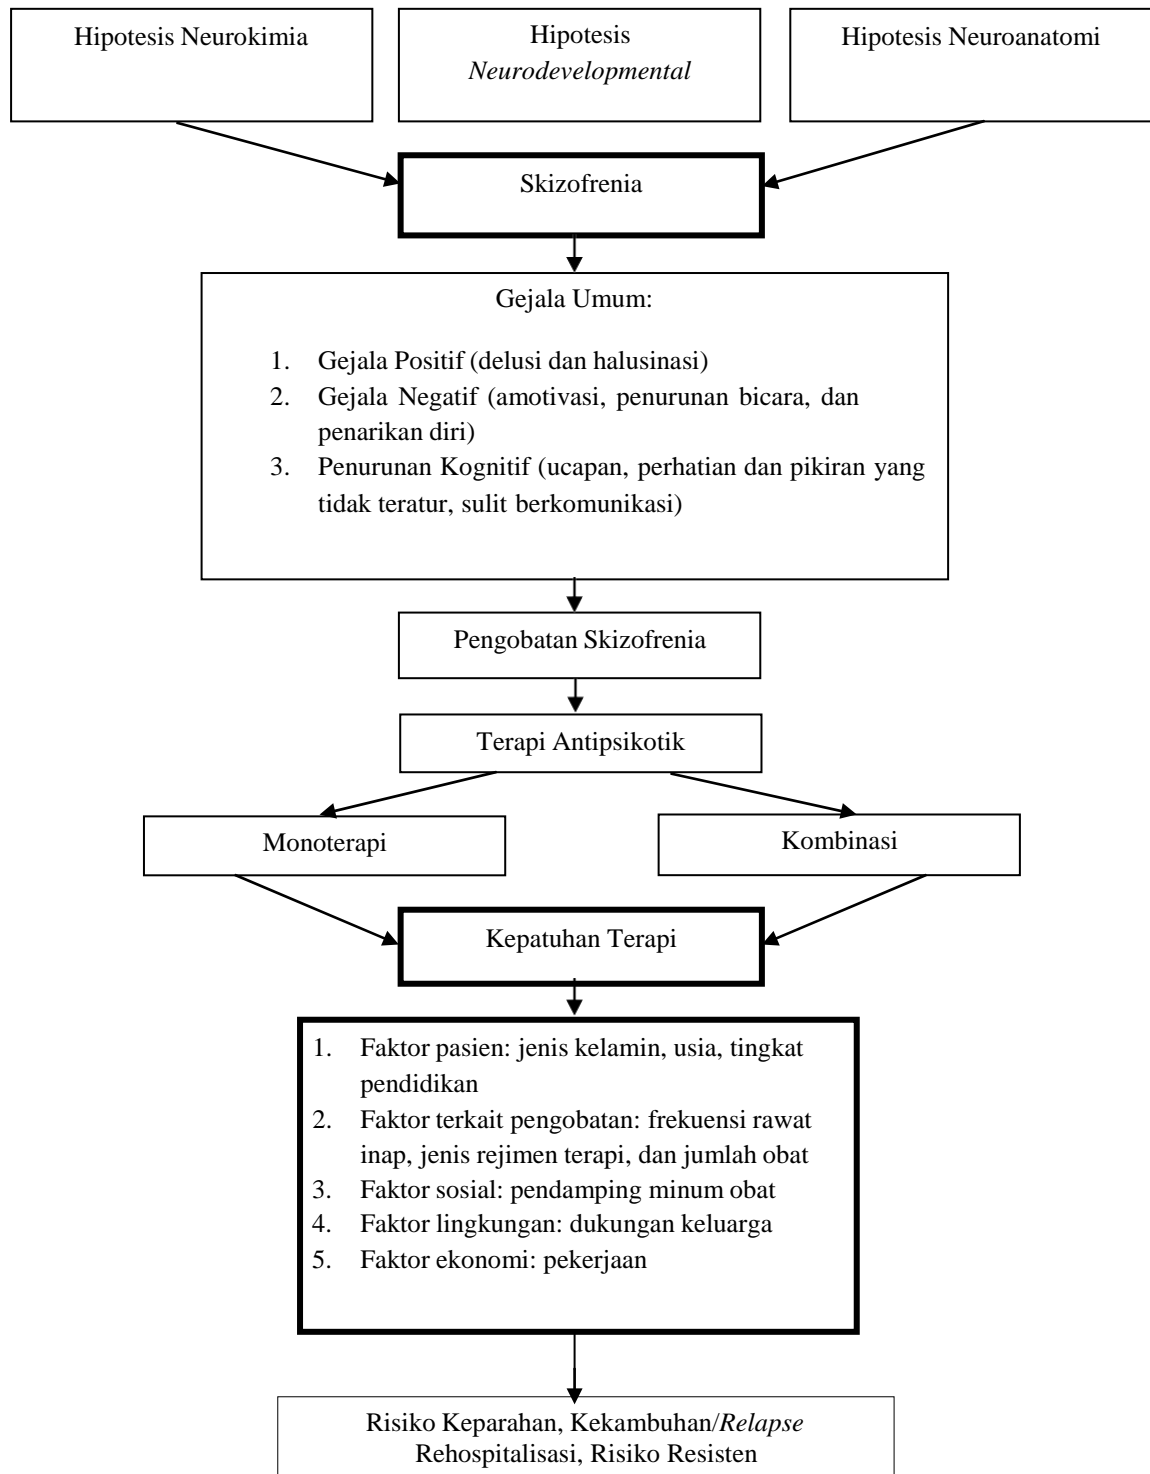 Hipotesis Neurokimia
Hipotesis
Neurodevelopmental
Hipotesis Neuroanatomi
Skizofrenia
Gejala Umum:
1. Gejala Positif (delusi dan halusinasi)
2. Gejala Negatif (amotivasi, penurunan bicara, dan
penarikan diri)
3. Penurunan Kognitif (ucapan, perhatian dan pikiran yang
tidak teratur, sulit berkomunikasi)
Pengobatan Skizofrenia
Terapi Antipsikotik
Monoterapi
Kombinasi
Kepatuhan Terapi
1. Faktor pasien: jenis kelamin, usia, tingkat
pendidikan
2. Faktor terkait pengobatan: frekuensi rawat
inap, jenis rejimen terapi, dan jumlah obat
3. Faktor sosial: pendamping minum obat
4. Faktor lingkungan: dukungan keluarga
5. Faktor ekonomi: pekerjaan
Risiko Keparahan, Kekambuhan/Relapse
Rehospitalisasi, Risiko Resisten